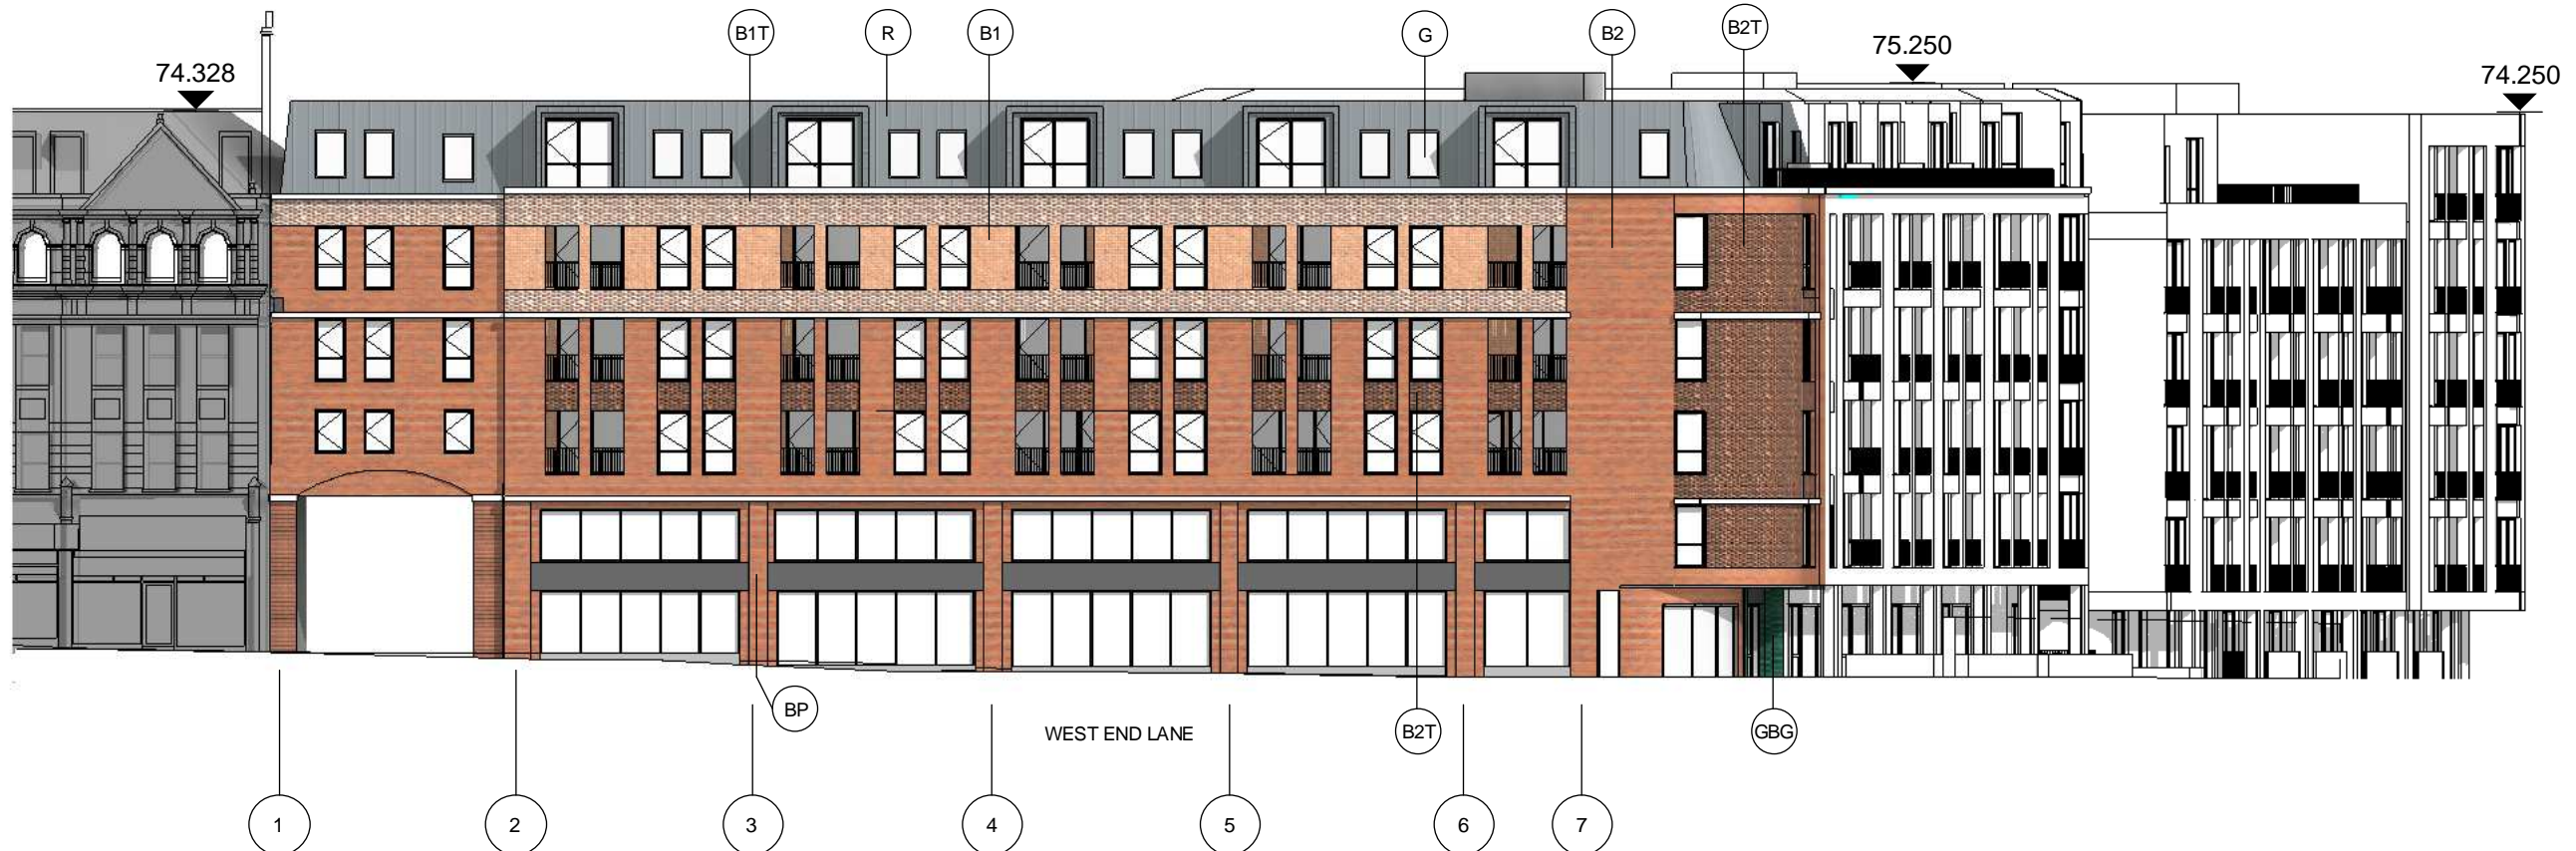 B1T
R
B1
G
B2
B2T
75.250
74.328
74.250
BP
WEST END LANE
B2T
GBG
1
2
3
4
5
6
7